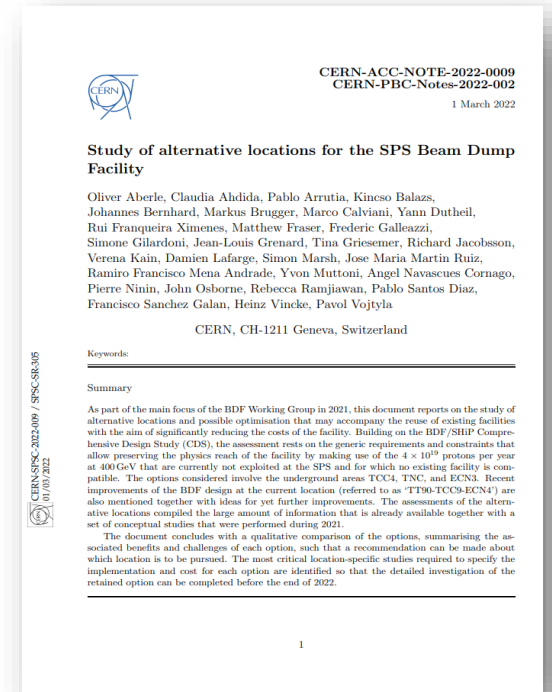 CERN
CERN-ACC-NOTE-2022-0009
CERN-PBC-Notes-2022-002
1 March 2022
Study of alternative locations for the SPS Beam Dump
Facility
Oliver Aberle, Claudia Ahdida, Pablo Arrutia, Kincso Balazs,
Johannes Bernhard, Markus Brugger, Marco Calviani, Yann Dutheil,
Rui Franqueira Ximenes, Matthew Fraser, Frederic Galleazzi,
Simone Gilardoni, Jean-Louis Grenard, Tina Griesemer, Richard Jacobsson,
Verena Kain, Damien Lafarge, Simon Marsh, Jose Maria Martin Ruiz,
Ramiro Francisco Mena Andrade, Yvon Muttoni, Angel Navascues Cornago,
Pierre Ninin, John Osborne, Rebecca Ramjiawan, Pablo Santos Diaz,
Francisco Sanchez Galan, Heinz Vincke, Pavol Vojtyla
CERN, CH-1211 Geneva, Switzerland
Keywords:
Summary
As part of the main focus of the BDF Working Group in 2021, this document reports on the study of
alternative locations and possible optimisation that may accompany the reuse of existing facilities
with the aim of significantly reducing the costs of the facility. Building on the BDF/SHiP Compre-
hensive Design Study (CDS), the assessment rests on the generic requirements and constraints that
allow preserving the physics reach of the facility by making use of the 4 × 10¹⁹ protons per year
at 400 GeV that are currently not exploited at the SPS and for which no existing facility is com-
patible. The options considered involve the underground areas TCC4, TNC, and ECN3. Recent
improvements of the BDF design at the current location (referred to as ‘TT90-TCC9-ECN4’) are
also mentioned together with ideas for yet further improvements. The assessments of the altern-
ative locations compiled the large amount of information that is already available together with a
set of conceptual studies that were performed during 2021.
The document concludes with a qualitative comparison of the options, summarising the as-
sociated benefits and challenges of each option, such that a recommendation can be made about
which location is to be pursued. The most critical location-specific studies required to specify the
implementation and cost for each option are identified so that the detailed investigation of the
retained option can be completed before the end of 2022.
1
CERN-SPSC-2022-009 / SPSC-SR-305
01/03/2022